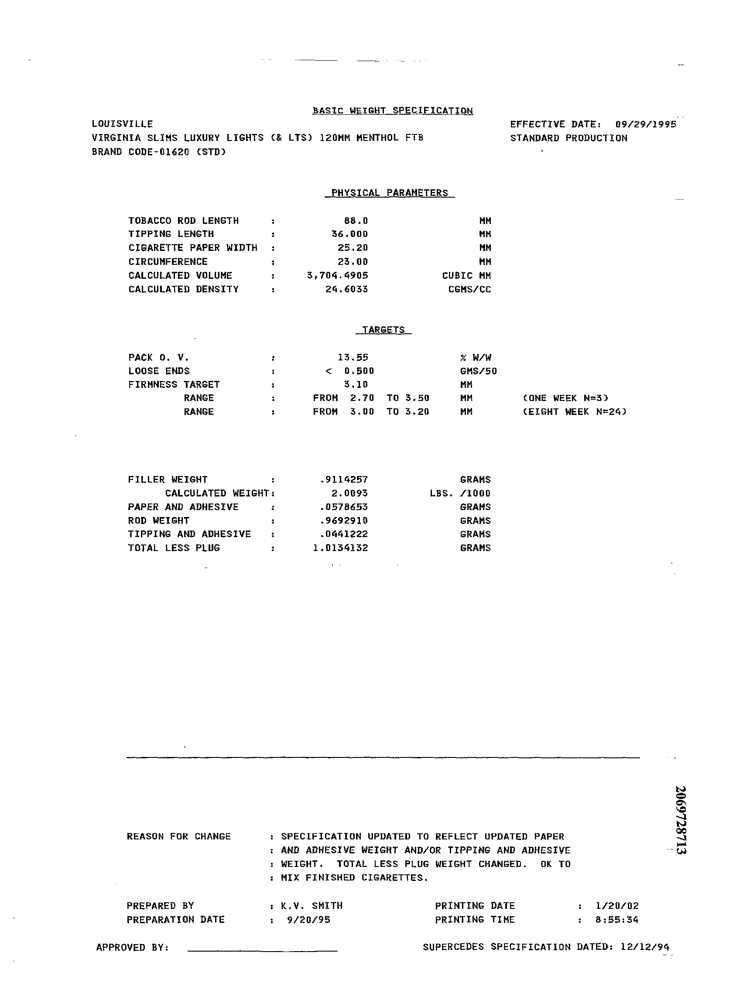 BASIC WEIGHT SPECIFICATION
LOUISVILLE EFFECTIVE DATE: 09/29/1995
VIRGINIA SLIMS LUXURY LIGHTS (& LTS) 120MM MENTHOL FTB STANDARD PRODUCTION
BRAND CODE-01620 (STD)
PHYSICAL PARAMETERS
TOBACCO ROD LENGTH : 88.0 MM
TIPPING LENGTH : 36.000 MM
CIGARETTE PAPER WIDTH : 25.20 MM
CIRCUMFERENCE : 23.00 MM
CALCULATED VOLUME : 3,704.4905 CUBIC MM
CALCULATED DENSITY : 24.6033 CGMS/CC
TARGETS
PACK O. V. : 13.55 % W/W
LOOSE ENDS : < 0.500 GMS/50
FIRMNESS TARGET : 3.10 MM
RANGE : FROM 2.70 TO 3.50 MM (ONE WEEK N=3)
RANGE : FROM 3.00 TO 3.20 MM (EIGHT WEEK N=24)
FILLER WEIGHT : .9114257 GRAMS
CALCULATED WEIGHT: 2.0093 LBS. /1000
PAPER AND ADHESIVE : .0578653 GRAMS
ROD WEIGHT : .9692910 GRAMS
TIPPING AND ADHESIVE : .0441222 GRAMS
TOTAL LESS PLUG : 1.0134132 GRAMS
REASON FOR CHANGE : SPECIFICATION UPDATED TO REFLECT UPDATED PAPER
: AND ADHESIVE WEIGHT AND/OR TIPPING AND ADHESIVE
: WEIGHT. TOTAL LESS PLUG WEIGHT CHANGED. OK TO
: MIX FINISHED CIGARETTES.
PREPARED BY : K.V. SMITH PRINTING DATE : 1/20/02
PREPARATION DATE : 9/20/95 PRINTING TIME : 8:55:34
APPROVED BY: SUPERCEDES SPECIFICATION DATED: 12/12/94
2069728713